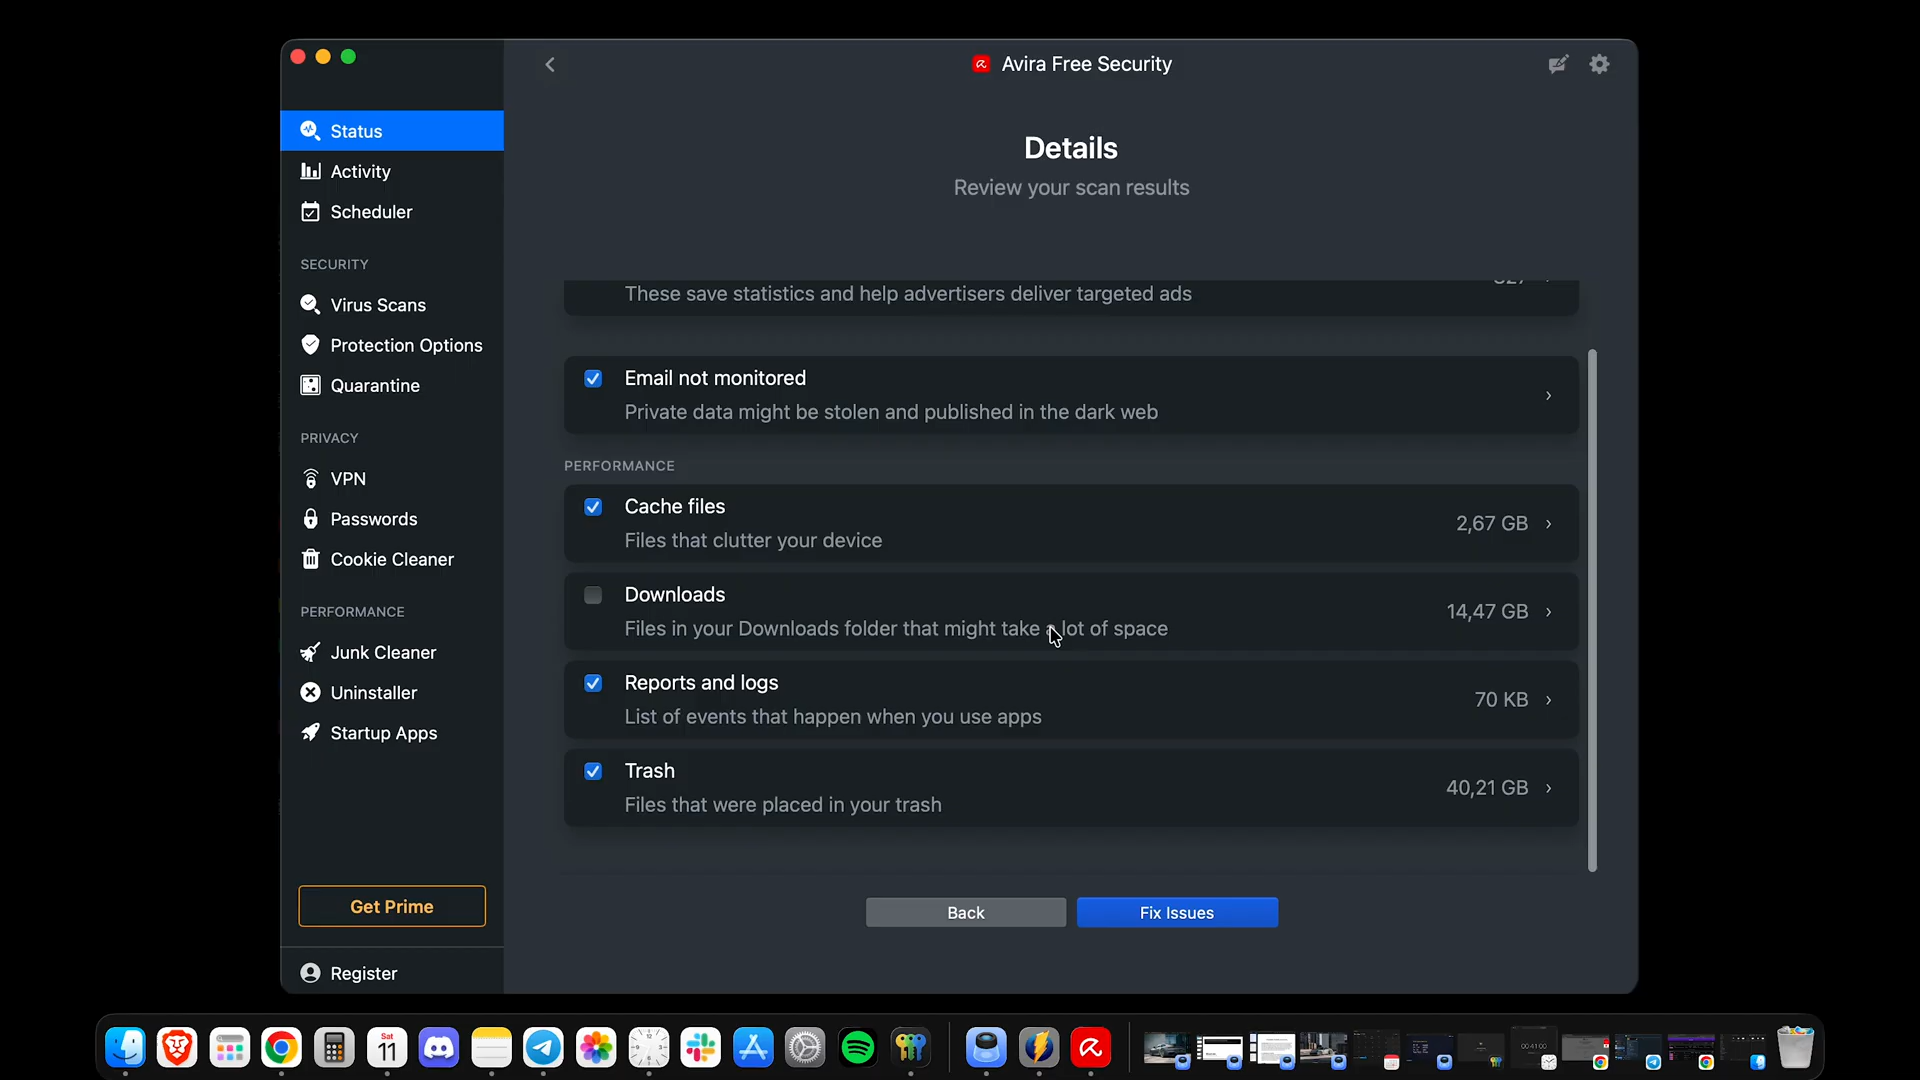 Avira Free Security
Status
Activity
Scheduler
SECURITY
Virus Scans
Protection Options
Quarantine
PRIVACY
VPN
Passwords
Cookie Cleaner
PERFORMANCE
Junk Cleaner
Uninstaller
Startup Apps
Get Prime
Register
Details
Review your scan results
These save statistics and help advertisers deliver targeted ads
Email not monitored
Private data might be stolen and published in the dark web
PERFORMANCE
Cache files
Files that clutter your device
2,67 GB
Downloads
Files in your Downloads folder that might take a lot of space
14,47 GB
Reports and logs
List of events that happen when you use apps
70 KB
Trash
Files that were placed in your trash
40,21 GB
Back
Fix Issues
Sat
11
00:41:00